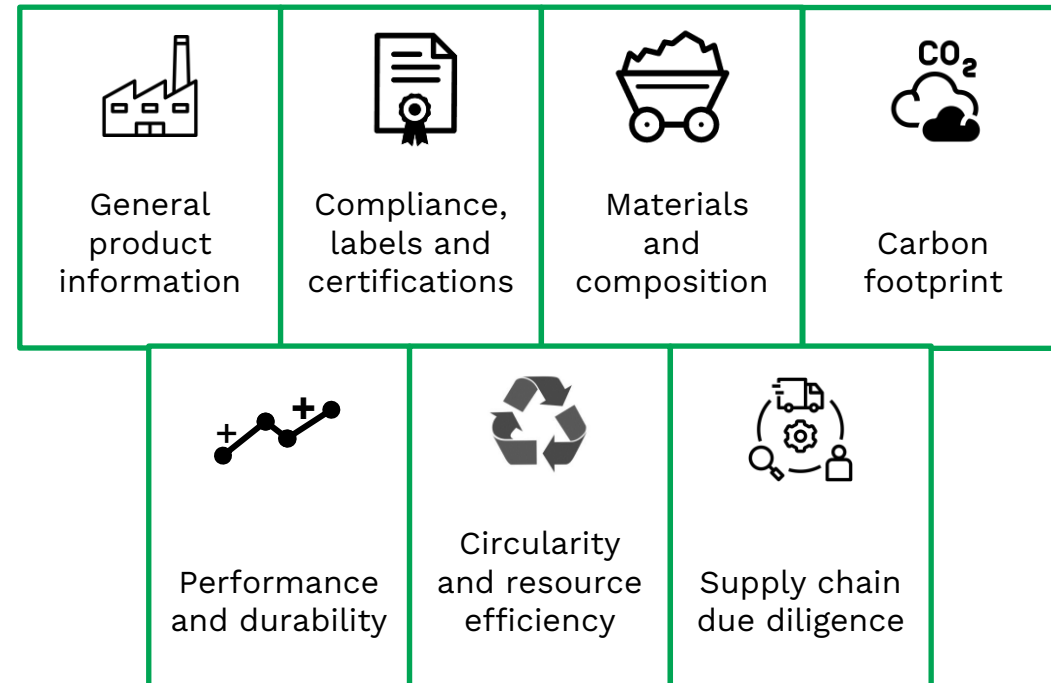 CO₂
General
product
information
Compliance,
labels and
certifications
Materials
and
composition
Carbon
footprint
Performance
and durability
Circularity
and resource
efficiency
Supply chain
due diligence